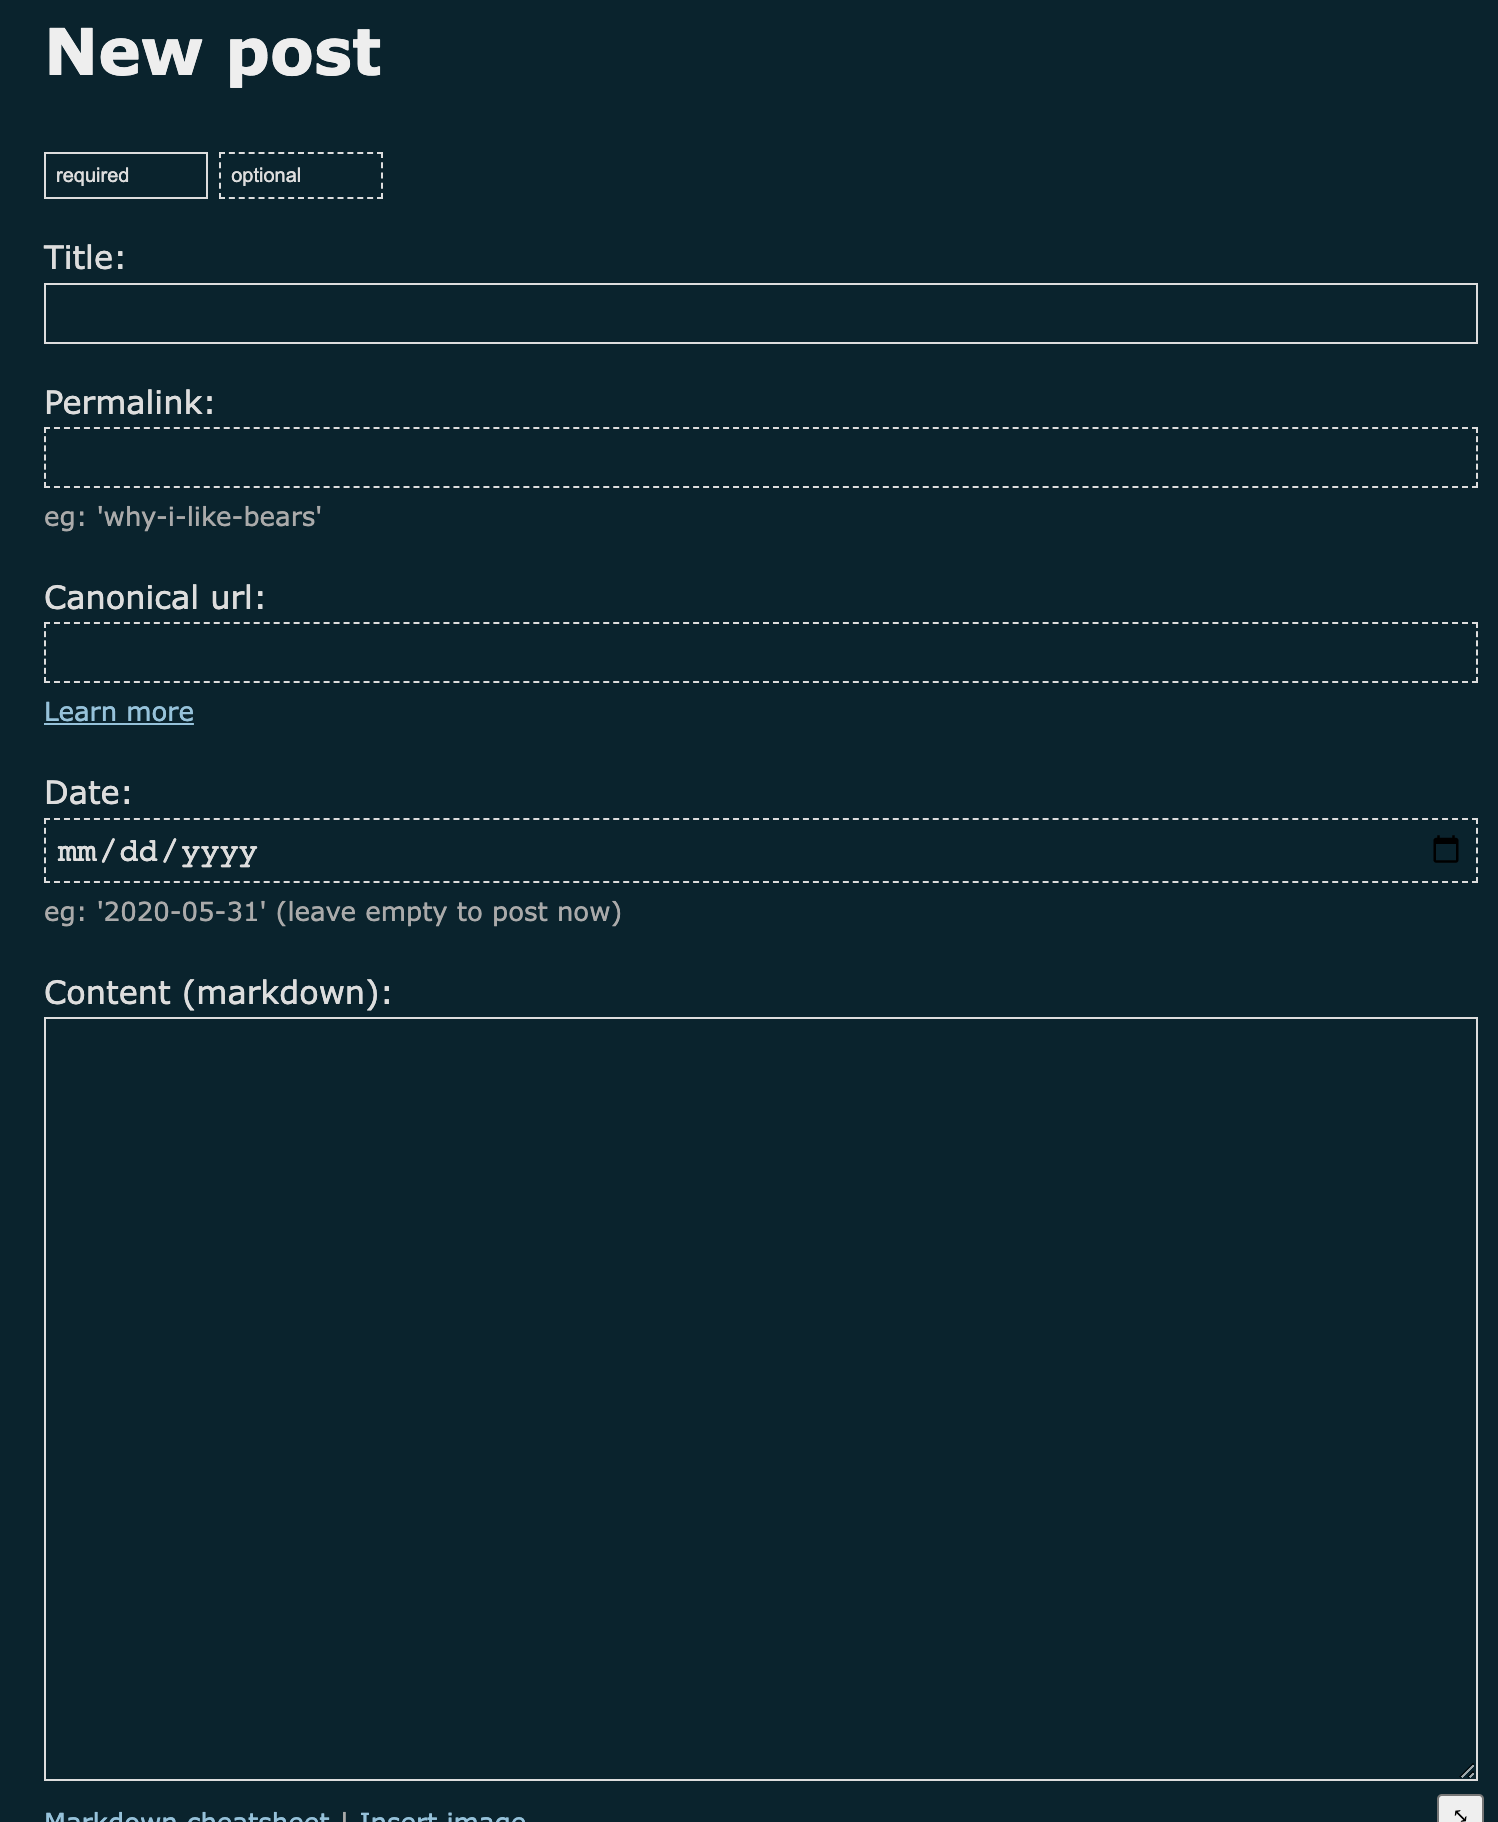 New post
required optional
Title:
Permalink:
eg: 'why-i-like-bears'
Canonical url:
Learn more
Date:
mm/dd/yyyy
eg: '2020-05-31' (leave empty to post now)
Content (markdown):
Markdown cheatsheet | Insert image